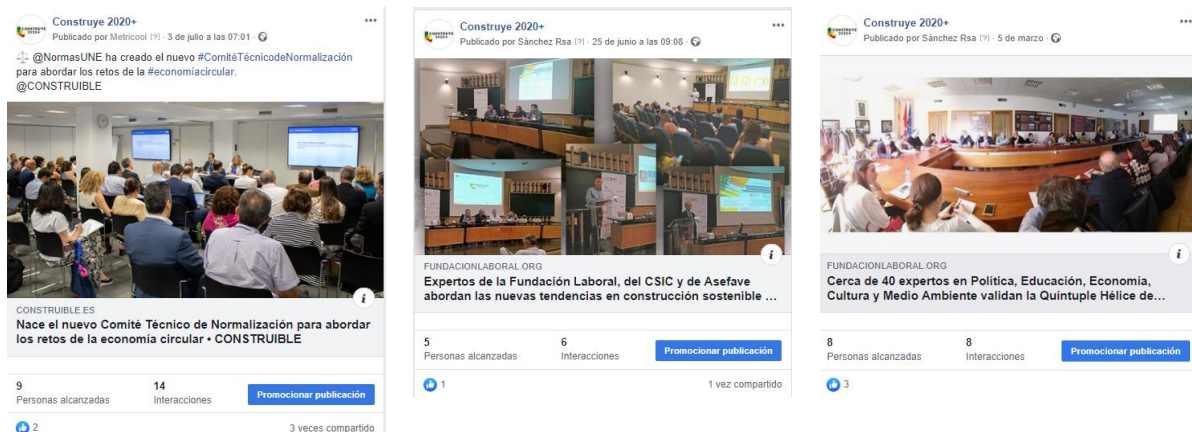 Construye 2020+
Publicado por Metricool [?] · 3 de julio a las 07:01 ·
@NormasUNE ha creado el nuevo #ComitéTécnicodeNormalización
para abordar los retos de la #economíacircular.
@CONSTRUIBLE
CONSTRUIBLE.ES
Nace el nuevo Comité Técnico de Normalización para abordar
los retos de la economía circular • CONSTRUIBLE
9
Personas alcanzadas
14
Interacciones
Promocionar publicación
2
3 veces compartido
Construye 2020+
Publicado por Sánchez Rsa [?] · 25 de junio a las 09:08 ·
FUNDACIONLABORAL.ORG
Expertos de la Fundación Laboral, del CSIC y de Asefave
abordan las nuevas tendencias en construcción sostenible ...
5
Personas alcanzadas
6
Interacciones
Promocionar publicación
1
1 vez compartido
Construye 2020+
Publicado por Sánchez Rsa [?] · 5 de marzo ·
FUNDACIONLABORAL.ORG
Cerca de 40 expertos en Política, Educación, Economía,
Cultura y Medio Ambiente validan la Quíntuple Hélice de...
8
Personas alcanzadas
8
Interacciones
Promocionar publicación
3